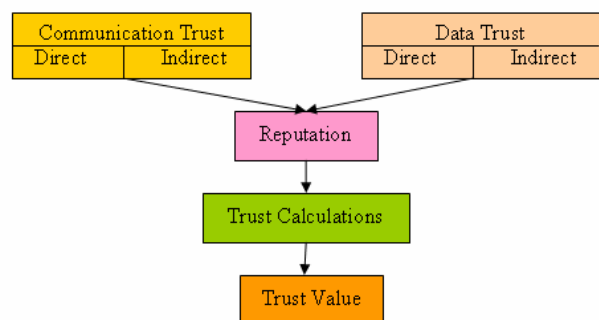 Communication Trust
Direct Indirect
Data Trust
Direct Indirect
Reputation
Trust Calculations
Trust Value